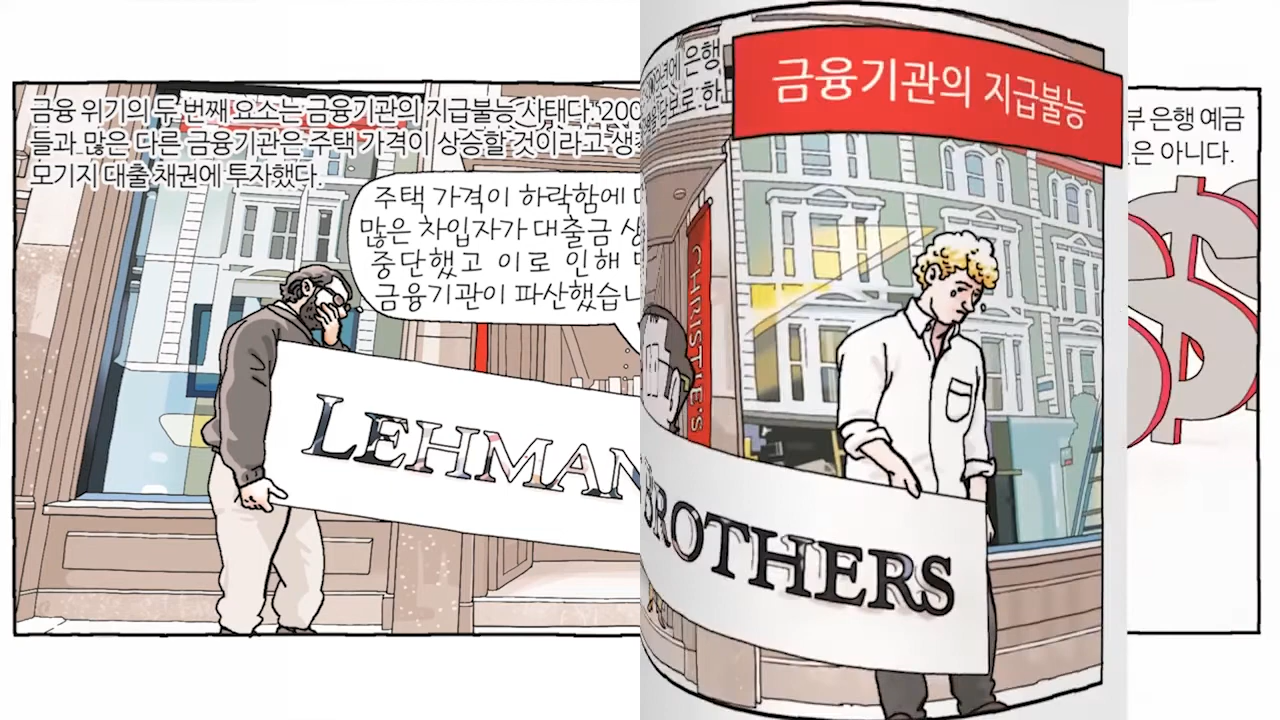 금융 위기의 두 번째 요소는 금융기관의 지급불능 사태다. 200
들과 많은 다른 금융기관은 주택 가격이 상승할 것이라고 생
모기지 대출 채권에 투자했다.
주택 가격이 하락함에
많은 차입자가 대출금
중단했고 이로 인해
금융기관이 파산했습니
LEHMAN
은행
금융기관의 지급불능
CHRISTIE'S
BROTHERS
부 은행 예금
은 아니다.
$